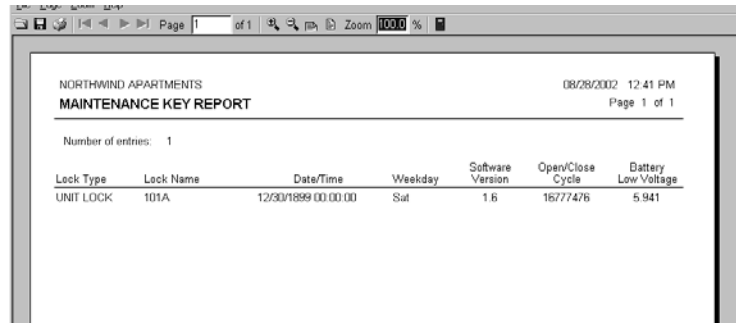 Page 1 of 1 Zoom 100.0 %
NORTHWIND APARTMENTS 08/28/2002 12:41 PM
MAINTENANCE KEY REPORT Page 1 of 1
Number of entries: 1
Software Open/Close Battery
Lock Type Lock Name Date/Time Weekday Version Cycle Low Voltage
UNIT LOCK 101A 12/30/1899 00:00:00 Sat 1.6 16777476 5.941